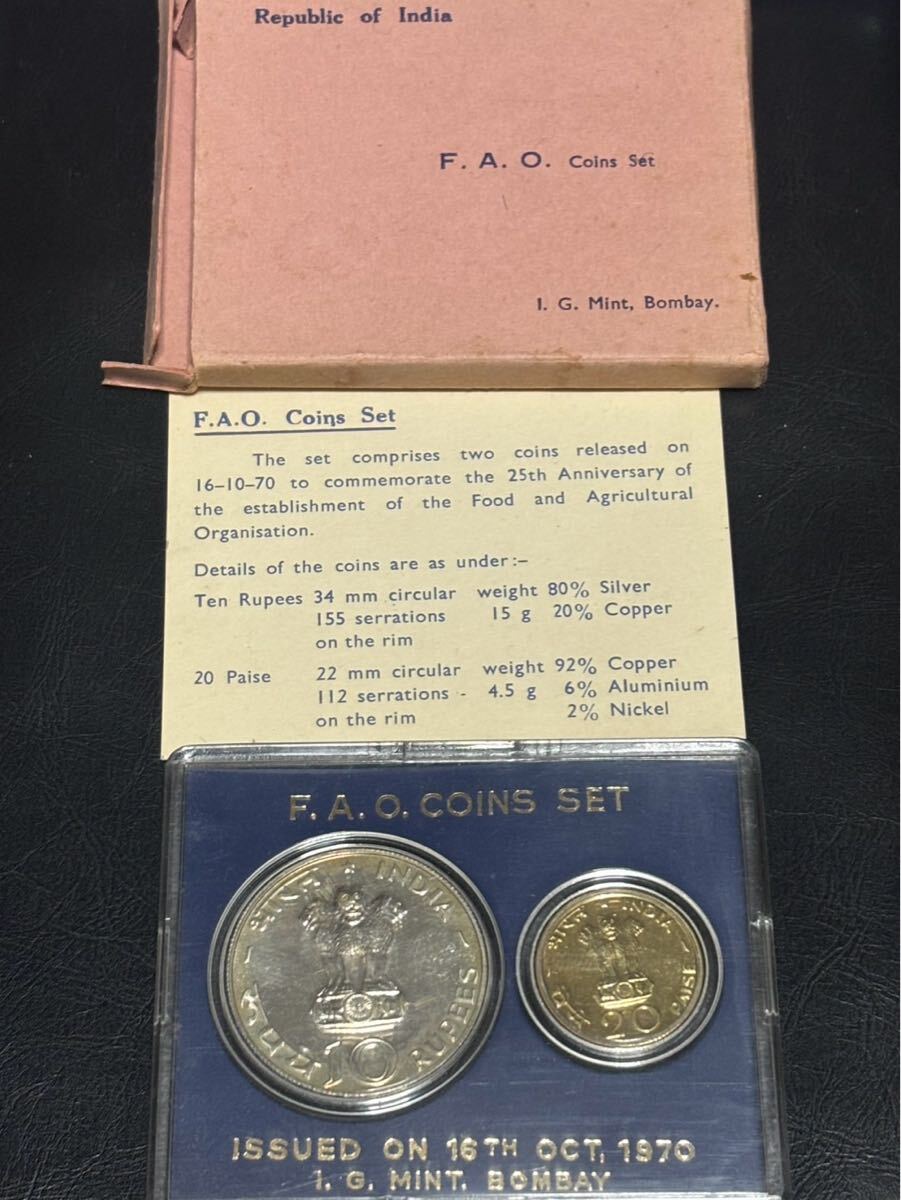 Republic of India
F. A. O. Coins Set
I. G. Mint, Bombay.
F.A.O. Coins Set
The set comprises two coins released on
16-10-70 to commemorate the 25th Anniversary of
the establishment of the Food and Agricultural
Organisation.
Details of the coins are as under:-
Ten Rupees 34 mm circular weight 80% Silver
155 serrations 15 g 20% Copper
on the rim
20 Paise 22 mm circular weight 92% Copper
112 serrations - 4.5 g 6% Aluminium
on the rim 2% Nickel
F. A. O. COINS SET
भारत • INDIA
रुपये 10 RUPEES
भारत • INDIA
पैसे 20 PAISE
ISSUED ON 16TH OCT, 1970
I. G. MINT. BOMBAY